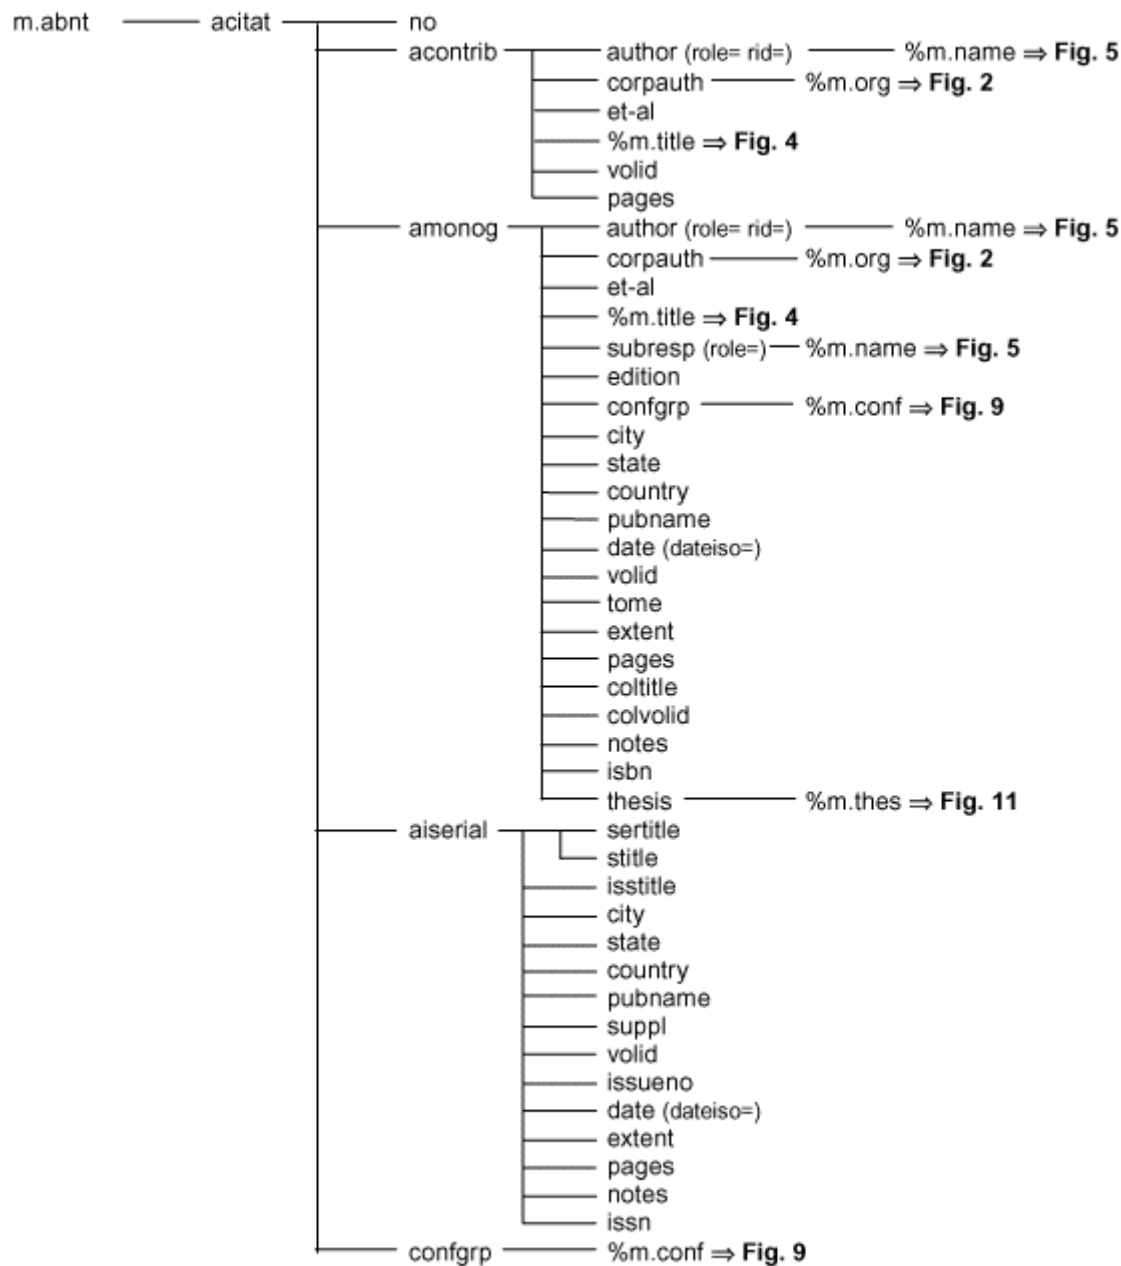 m.abnt acitat no
acontrib author (role= rid=) %m.name ⇒ Fig. 5
corpauth %m.org ⇒ Fig. 2
et-al
%m.title ⇒ Fig. 4
volid
pages
amonog author (role= rid=) %m.name ⇒ Fig. 5
corpauth %m.org ⇒ Fig. 2
et-al
%m.title ⇒ Fig. 4
subresp (role=) %m.name ⇒ Fig. 5
edition
confgrp %m.conf ⇒ Fig. 9
city
state
country
pubname
date (dateiso=)
volid
tome
extent
pages
coltitle
colvolid
notes
isbn
thesis %m.thes ⇒ Fig. 11
aiserial sertitle
stitle
isstitle
city
state
country
pubname
suppl
volid
issueno
date (dateiso=)
extent
pages
notes
issn
confgrp %m.conf ⇒ Fig. 9